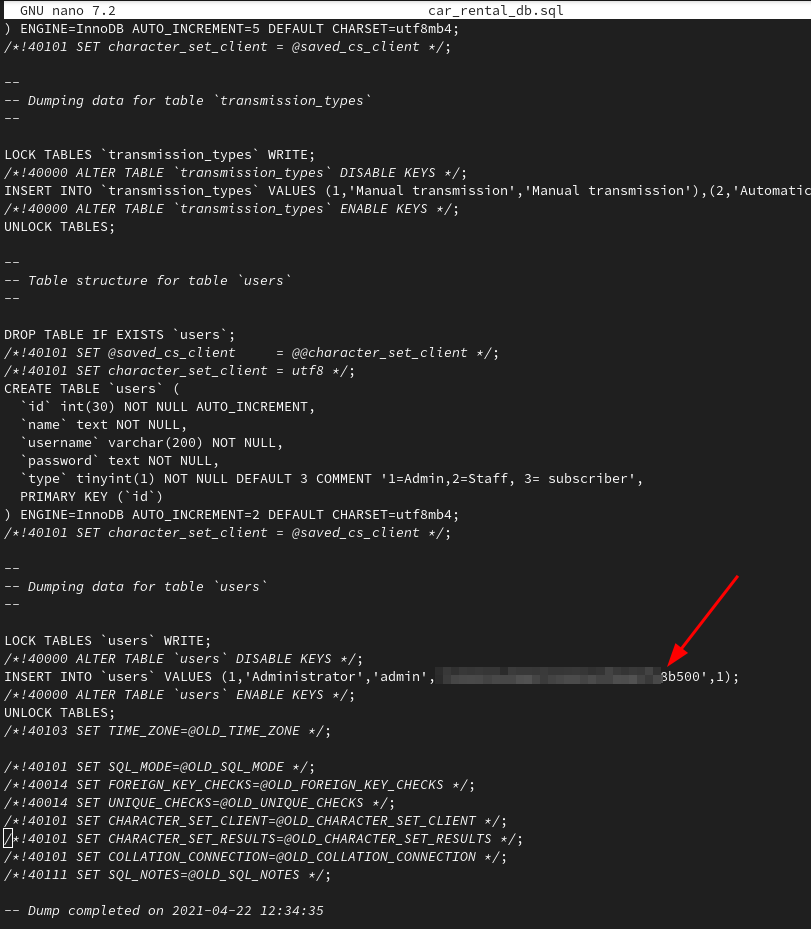 GNU nano 7.2 car_rental_db.sql
) ENGINE=InnoDB AUTO_INCREMENT=5 DEFAULT CHARSET=utf8mb4;
/*!40101 SET character_set_client = @saved_cs_client */;
--
-- Dumping data for table `transmission_types`
--
LOCK TABLES `transmission_types` WRITE;
/*!40000 ALTER TABLE `transmission_types` DISABLE KEYS */;
INSERT INTO `transmission_types` VALUES (1,'Manual transmission','Manual transmission'),(2,'Automatic
/*!40000 ALTER TABLE `transmission_types` ENABLE KEYS */;
UNLOCK TABLES;
--
-- Table structure for table `users`
--
DROP TABLE IF EXISTS `users`;
/*!40101 SET @saved_cs_client     = @@character_set_client */;
/*!40101 SET character_set_client = utf8 */;
CREATE TABLE `users` (
  `id` int(30) NOT NULL AUTO_INCREMENT,
  `name` text NOT NULL,
  `username` varchar(200) NOT NULL,
  `password` text NOT NULL,
  `type` tinyint(1) NOT NULL DEFAULT 3 COMMENT '1=Admin,2=Staff, 3= subscriber',
  PRIMARY KEY (`id`)
) ENGINE=InnoDB AUTO_INCREMENT=2 DEFAULT CHARSET=utf8mb4;
/*!40101 SET character_set_client = @saved_cs_client */;
--
-- Dumping data for table `users`
--
LOCK TABLES `users` WRITE;
/*!40000 ALTER TABLE `users` DISABLE KEYS */;
INSERT INTO `users` VALUES (1,'Administrator','admin', 8b500',1);
/*!40000 ALTER TABLE `users` ENABLE KEYS */;
UNLOCK TABLES;
/*!40103 SET TIME_ZONE=@OLD_TIME_ZONE */;
/*!40101 SET SQL_MODE=@OLD_SQL_MODE */;
/*!40014 SET FOREIGN_KEY_CHECKS=@OLD_FOREIGN_KEY_CHECKS */;
/*!40014 SET UNIQUE_CHECKS=@OLD_UNIQUE_CHECKS */;
/*!40101 SET CHARACTER_SET_CLIENT=@OLD_CHARACTER_SET_CLIENT */;
/*!40101 SET CHARACTER_SET_RESULTS=@OLD_CHARACTER_SET_RESULTS */;
/*!40101 SET COLLATION_CONNECTION=@OLD_COLLATION_CONNECTION */;
/*!40111 SET SQL_NOTES=@OLD_SQL_NOTES */;
-- Dump completed on 2021-04-22 12:34:35